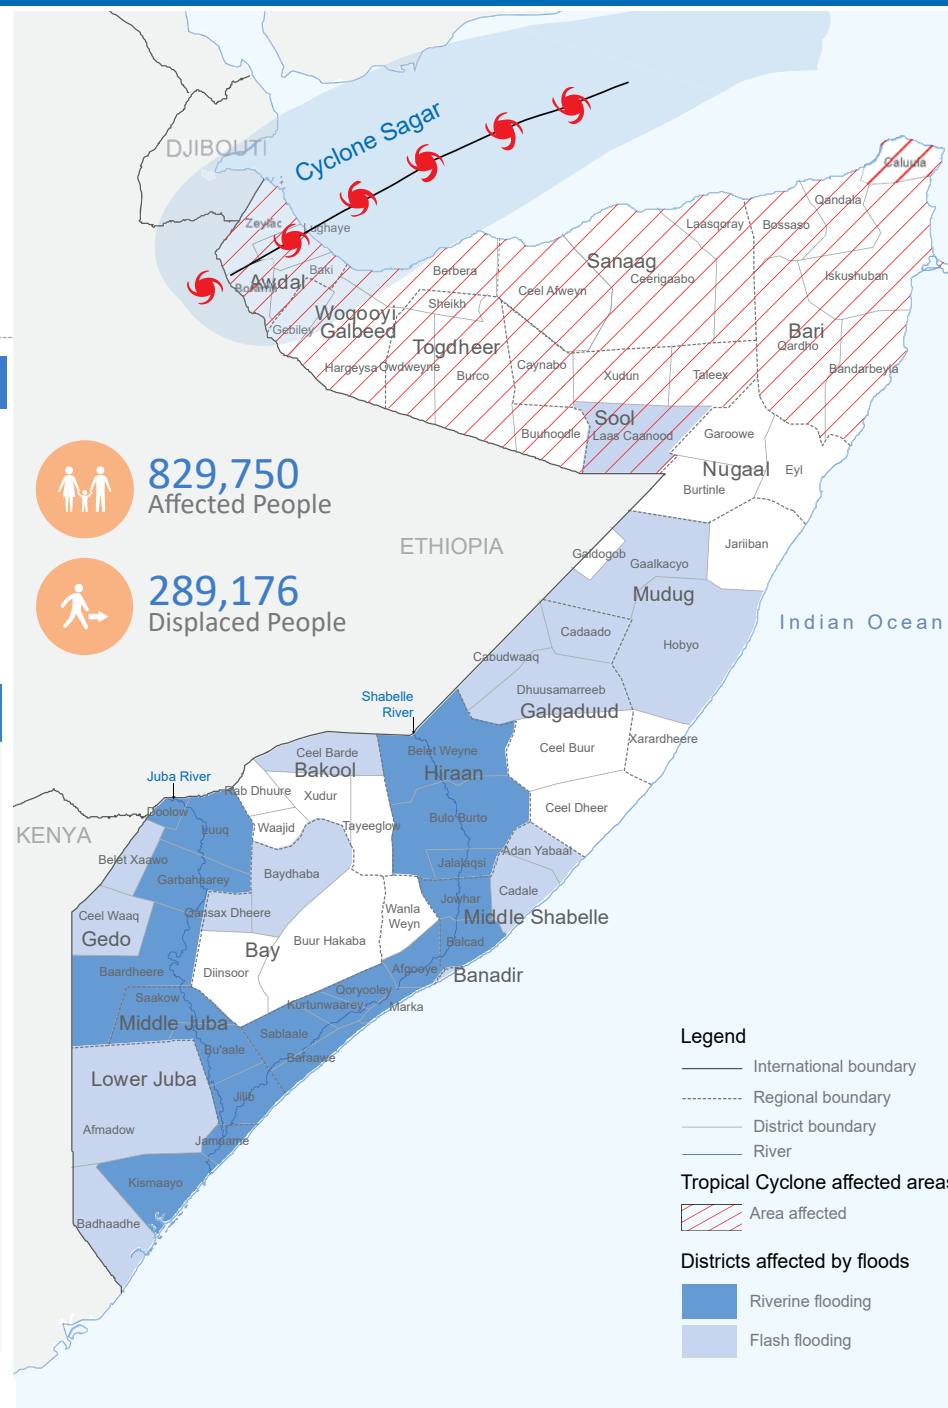 DJIBOUTI
Cyclone Sagar
Caluula
Qandala
Zeylac
Lughaye
Laasqoray
Bossaso
Sanaag
Baki
Berbera
Ceerigaabo
Iskushuban
Awdal
Borama
Ceel Afweyn
Sheikh
Woqooyi
Galbeed
Gebiley
Bari
Togdheer
Qardho
Hargeysa
Owdweyne
Burco
Caynabo
Xudun
Taleex
Bandarbeyla
Sool
Buuhoodle
Laas Caanood
Garoowe
829,750
Affected People
Nugaal
Eyl
Burtinle
ETHIOPIA
Galdogob
Gaalkacyo
Jariiban
289,176
Displaced People
Mudug
Indian Ocean
Cadaado
Hobyo
Cabudwaaq
Shabelle
River
Dhuusamarreeb
Galgaduud
Xarardheere
Ceel Barde
Belet Weyne
Ceel Buur
Bakool
Hiraan
Juba River
Rab Dhuure
Xudur
Doolow
Ceel Dheer
KENYA
Luuq
Waajid
Tayeeglow
Bulo Burto
Belet Xaawo
Adan Yabaal
Garbahaarey
Baydhaba
Jalalaqsi
Cadale
Jowhar
Ceel Waaq
Qansax Dheere
Wanla
Weyn
Middle Shabelle
Gedo
Bay
Buur Hakaba
Balcad
Baardheere
Diinsoor
Afgooye
Banadir
Saakow
Qoryooley
Kurtunwaarey
Marka
Middle Juba
Sablaale
Bu'aale
Baraawe
Lower Juba
Jilib
Afmadow
Jamaame
Kismaayo
Badhaadhe
Legend
International boundary
Regional boundary
District boundary
River
Tropical Cyclone affected areas
Area affected
Districts affected by floods
Riverine flooding
Flash flooding